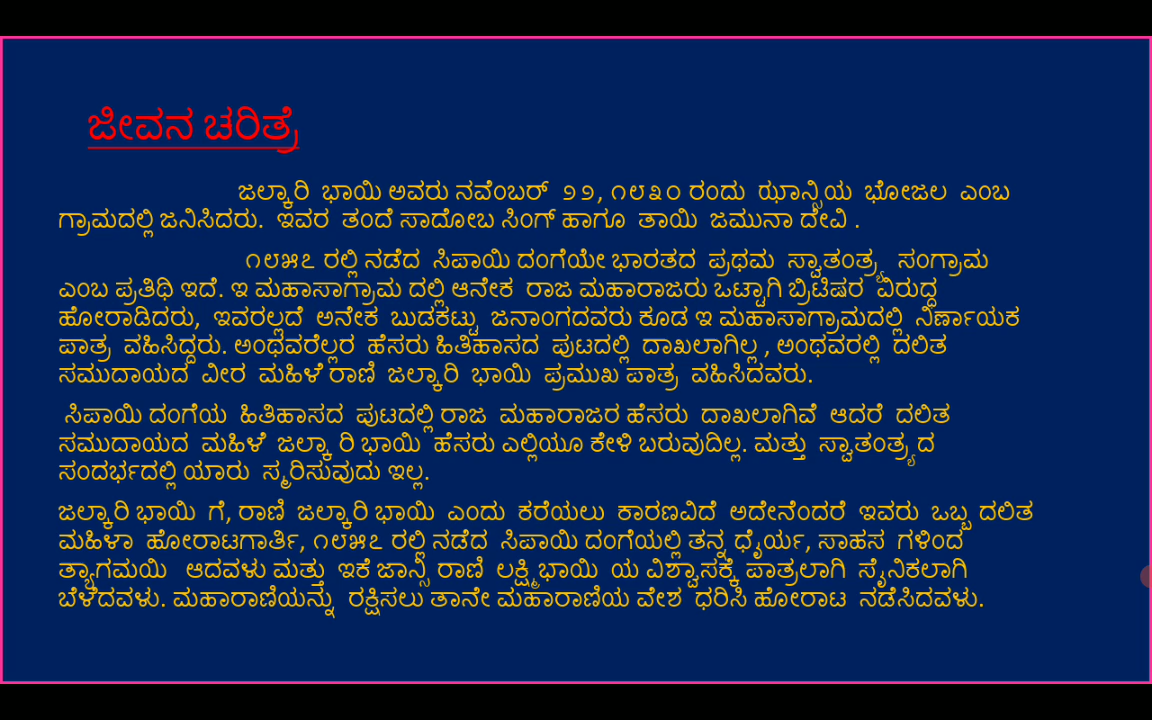 ಜೀವನ ಚರಿತ್ರೆ
ಜಲ್ಕಾರಿ ಭಾಯಿ ಅವರು ನವೆಂಬರ್ ೨೨, ೧೮೩೦ ರಂದು ಝಾನ್ಸಿಯ ಭೋಜಲ ಎಂಬ
ಗ್ರಾಮದಲ್ಲಿ ಜನಿಸಿದರು. ಇವರ ತಂದೆ ಸಾದೋಬ ಸಿಂಗ್ ಹಾಗೂ ತಾಯಿ ಜಮುನಾ ದೇವಿ .
೧೮೫೭ ರಲ್ಲಿ ನಡೆದ ಸಿಪಾಯಿ ದಂಗೆಯೇ ಭಾರತದ ಪ್ರಥಮ ಸ್ವಾತಂತ್ರ್ಯ ಸಂಗ್ರಾಮ
ಎಂಬ ಪ್ರತಿಥಿ ಇದೆ. ಇ ಮಹಾಸಾಗ್ರಾಮ ದಲ್ಲಿ ಆನೇಕ ರಾಜ ಮಹಾರಾಜರು ಒಟ್ಟಾಗಿ ಬ್ರಿಟಿಷರ ವಿರುದ್ಧ
ಹೋರಾಡಿದರು, ಇವರಲ್ಲದೆ ಅನೇಕ ಬುಡಕಟ್ಟು ಜನಾಂಗದವರು ಕೂಡ ಇ ಮಹಾಸಾಗ್ರಾಮದಲ್ಲಿ ನಿರ್ಣಾಯಕ
ಪಾತ್ರ ವಹಿಸಿದ್ದರು. ಅಂಥವರೆಲ್ಲರ ಹೆಸರು ಹಿತಿಹಾಸದ ಪುಟದಲ್ಲಿ ದಾಖಲಾಗಿಲ್ಲ , ಅಂಥವರಲ್ಲಿ ದಲಿತ
ಸಮುದಾಯದ ವೀರ ಮಹಿಳೆ ರಾಣಿ ಜಲ್ಕಾರಿ ಭಾಯಿ ಪ್ರಮುಖ ಪಾತ್ರ ವಹಿಸಿದವರು.
ಸಿಪಾಯಿ ದಂಗೆಯ ಹಿತಿಹಾಸದ ಪುಟದಲ್ಲಿ ರಾಜ ಮಹಾರಾಜರ ಹೆಸರು ದಾಖಲಾಗಿವೆ ಆದರೆ ದಲಿತ
ಸಮುದಾಯದ ಮಹಿಳೆ ಜಲ್ಕಾ ರಿ ಭಾಯಿ ಹೆಸರು ಎಲ್ಲಿಯೂ ಕೇಳಿ ಬರುವುದಿಲ್ಲ. ಮತ್ತು ಸ್ವಾತಂತ್ರ್ಯದ
ಸಂದರ್ಭದಲ್ಲಿ ಯಾರು ಸ್ಮರಿಸುವುದು ಇಲ್ಲ.
ಜಲ್ಕಾರಿ ಭಾಯಿ ಗೆ, ರಾಣಿ ಜಲ್ಕಾರಿ ಭಾಯಿ ಎಂದು ಕರೆಯಲು ಕಾರಣವಿದೆ ಅದೇನೆಂದರೆ ಇವರು ಒಬ್ಬ ದಲಿತ
ಮಹಿಳಾ ಹೋರಾಟಗಾರ್ತಿ, ೧೮೫೭ ರಲ್ಲಿ ನಡೆದ ಸಿಪಾಯಿ ದಂಗೆಯಲ್ಲಿ ತನ್ನ ಧೈರ್ಯ, ಸಾಹಸ ಗಳಿಂದ
ತ್ಯಾಗಮಯಿ ಆದವಳು ಮತ್ತು ಇಕೆ ಜಾನ್ಸಿ ರಾಣಿ ಲಕ್ಷ್ಮಿಭಾಯಿ ಯ ವಿಶ್ವಾಸಕ್ಕೆ ಪಾತ್ರಲಾಗಿ ಸೈನಿಕಲಾಗಿ
ಬೆಳೆದವಳು. ಮಹಾರಾಣಿಯನ್ನು ರಕ್ಷಿಸಲು ತಾನೇ ಮಹಾರಾಣಿಯ ವೇಶ ಧರಿಸಿ ಹೋರಾಟ ನಡೆಸಿದವಳು.